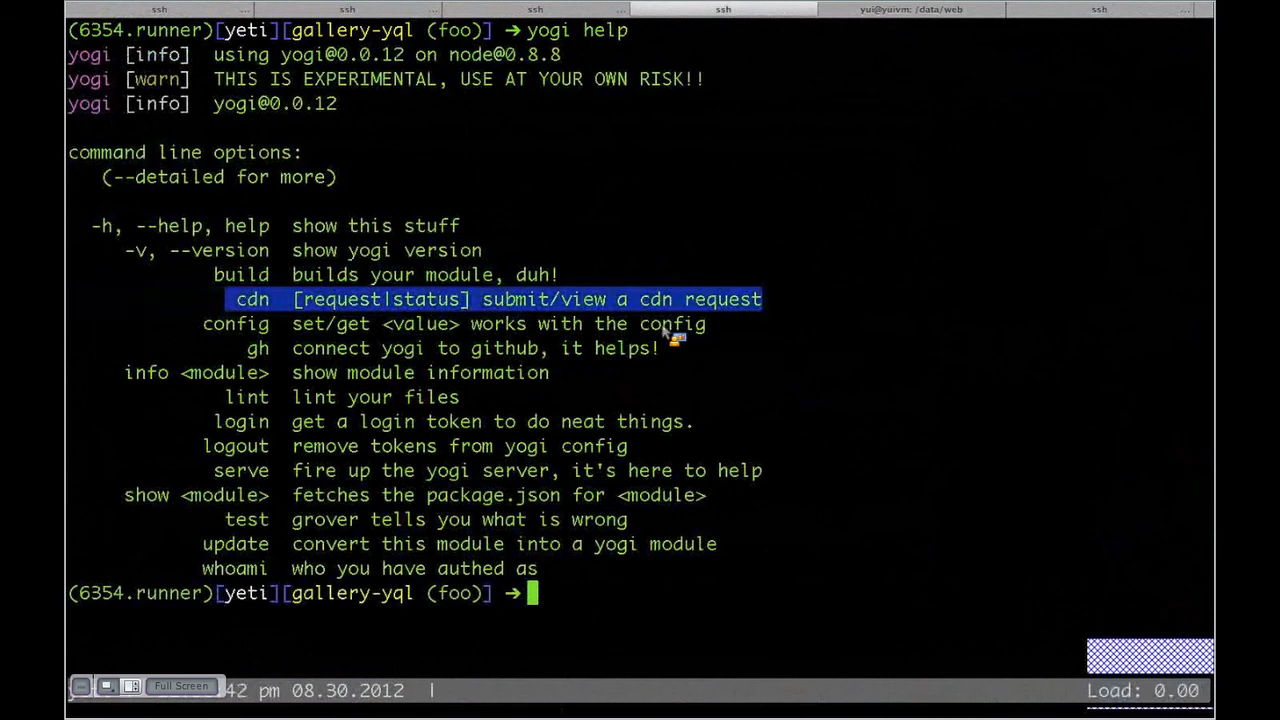 ssh ssh ssh ssh yui@yuivm: /data/web ssh
(6354.runner)[yeti][gallery-yql (foo)] ➔ yogi help
yogi [info] using yogi@0.0.12 on node@0.8.8
yogi [warn] THIS IS EXPERIMENTAL, USE AT YOUR OWN RISK!!
yogi [info] yogi@0.0.12
command line options:
(--detailed for more)
-h, --help, help show this stuff
-v, --version show yogi version
build builds your module, duh!
cdn [request|status] submit/view a cdn request
config set/get <value> works with the config
gh connect yogi to github, it helps!
info <module> show module information
lint lint your files
login get a login token to do neat things.
logout remove tokens from yogi config
serve fire up the yogi server, it's here to help
show <module> fetches the package.json for <module>
test grover tells you what is wrong
update convert this module into a yogi module
whoami who you have authed as
(6354.runner)[yeti][gallery-yql (foo)] ➔
Full Screen 42 pm 08.30.2012 | Load: 0.00